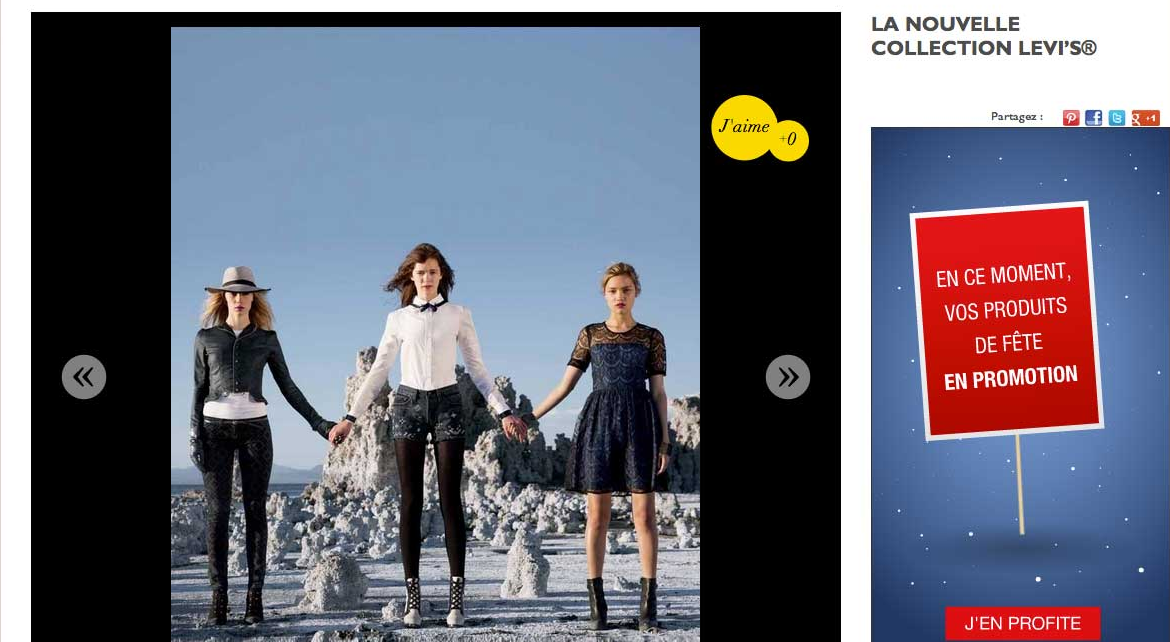 LA NOUVELLE
COLLECTION LEVI'S®
J'aime
+0
Partagez :
+1
EN CE MOMENT,
VOS PRODUITS
DE FÊTE
EN PROMOTION
J'EN PROFITE